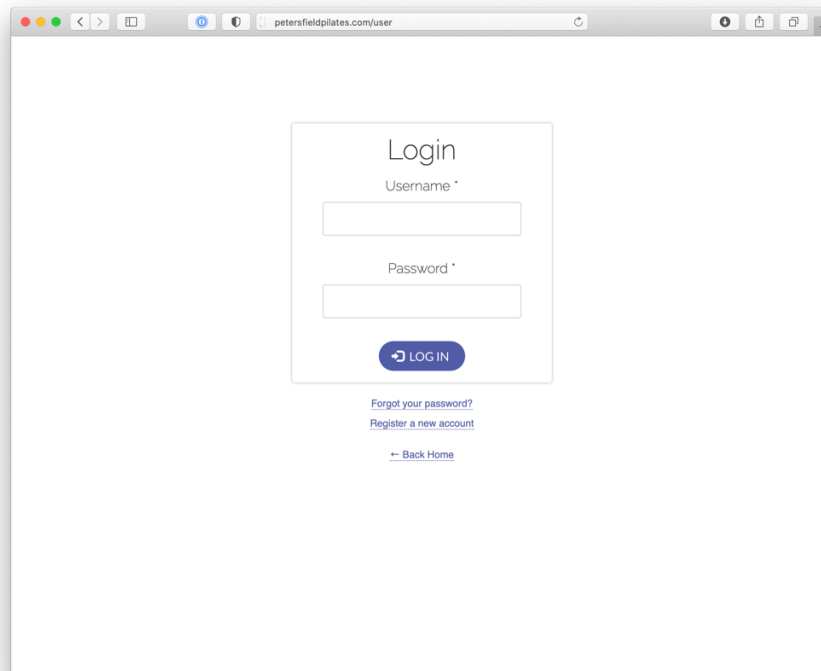 petersfieldpilates.com/user
Login
Username *
Password *
LOG IN
Forgot your password?
Register a new account
← Back Home